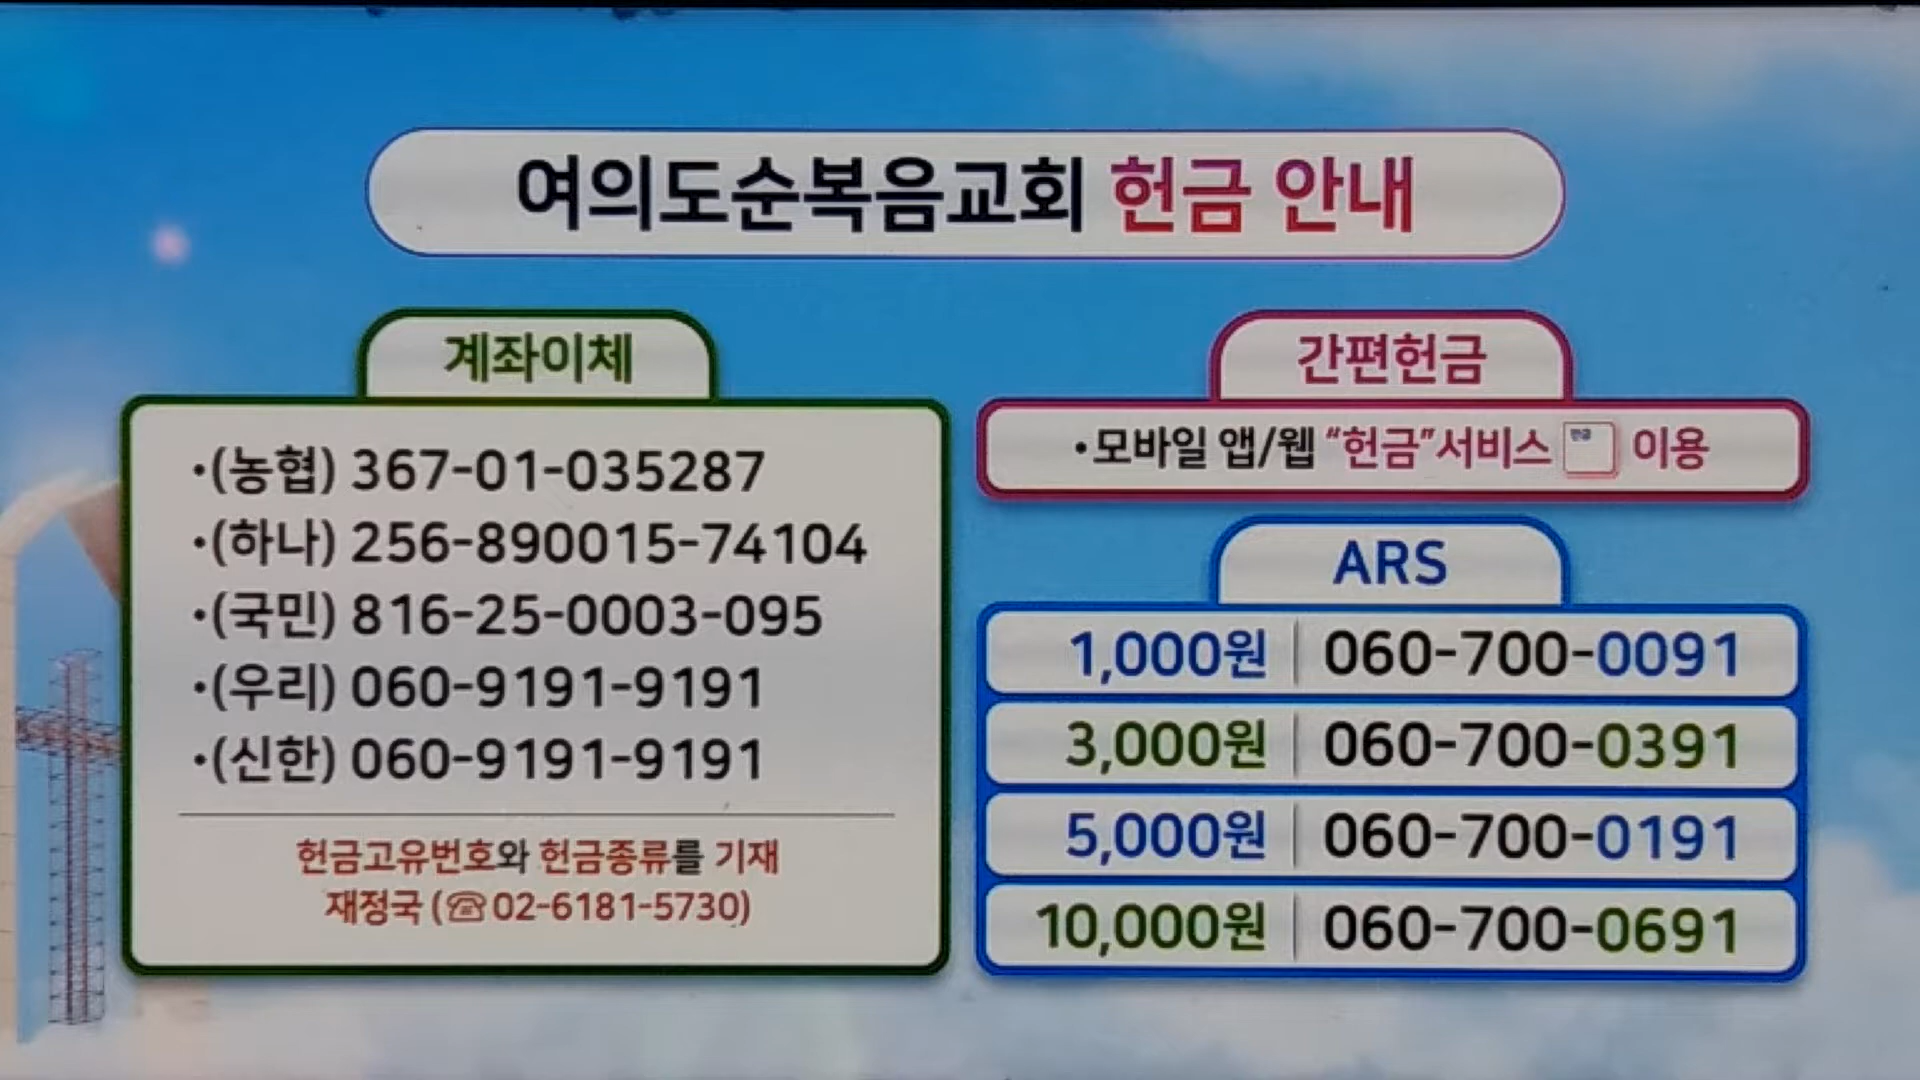 여의도순복음교회 헌금 안내
계좌이체
·(농협) 367-01-035287
·(하나) 256-890015-74104
·(국민) 816-25-0003-095
·(우리) 060-9191-9191
·(신한) 060-9191-9191
헌금고유번호와 헌금종류를 기재
재정국 (☏02-6181-5730)
간편헌금
·모바일 앱/웹 “헌금”서비스 헌금 이용
ARS
1,000원 060-700-0091
3,000원 060-700-0391
5,000원 060-700-0191
10,000원 060-700-0691